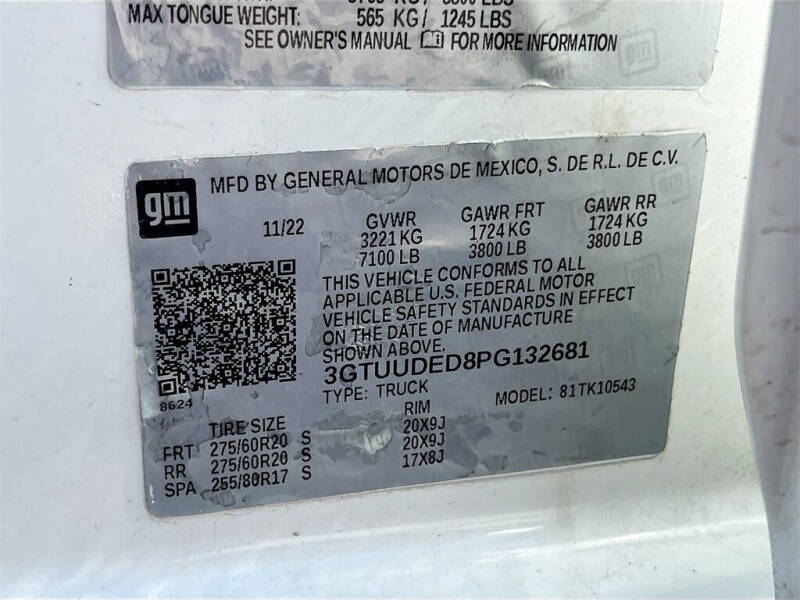 MAX TONGUE WEIGHT: 565 KG / 1245 LBS
SEE OWNER'S MANUAL FOR MORE INFORMATION
gm
MFD BY GENERAL MOTORS DE MEXICO, S. DE R.L. DE C.V.
11/22 GVWR GAWR FRT GAWR RR
3221 KG 1724 KG 1724 KG
7100 LB 3800 LB 3800 LB
THIS VEHICLE CONFORMS TO ALL
APPLICABLE U.S. FEDERAL MOTOR
VEHICLE SAFETY STANDARDS IN EFFECT
ON THE DATE OF MANUFACTURE
SHOWN ABOVE.
3GTUUDED8PG132681
8624 TYPE: TRUCK MODEL: 81TK10543
TIRE SIZE RIM
FRT 275/60R20 S 20X9J
RR 275/60R20 S 20X9J
SPA 255/80R17 S 17X8J